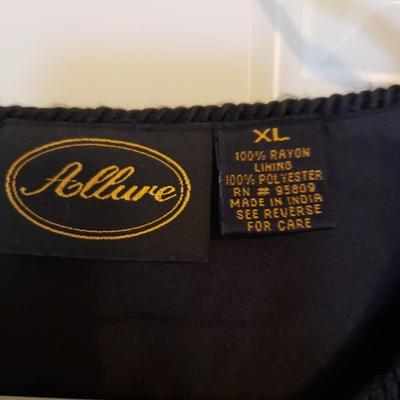 Allure
XL
100% RAYON
LINING
100% POLYESTER
RN # 95809
MADE IN INDIA
SEE REVERSE
FOR CARE